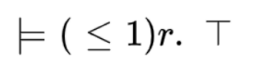 ⊨ ( ≤ 1)r. ⊤